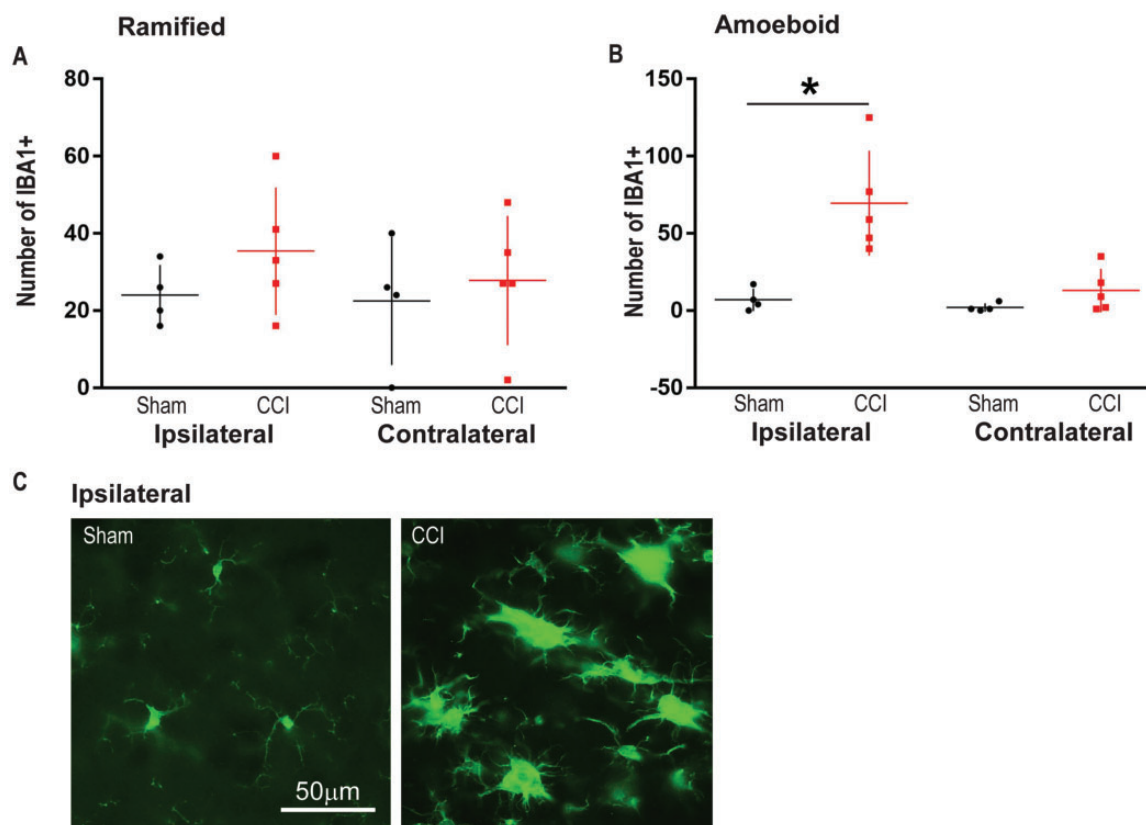 Ramified
A
Number of IBA1+
80
60
40
20
0
Sham
CCI
Sham
CCI
Ipsilateral
Contralateral
Amoeboid
B
Number of IBA1+
150
100
50
0
-50
*
Sham
CCI
Sham
CCI
Ipsilateral
Contralateral
C
Ipsilateral
Sham
CCI
50μm